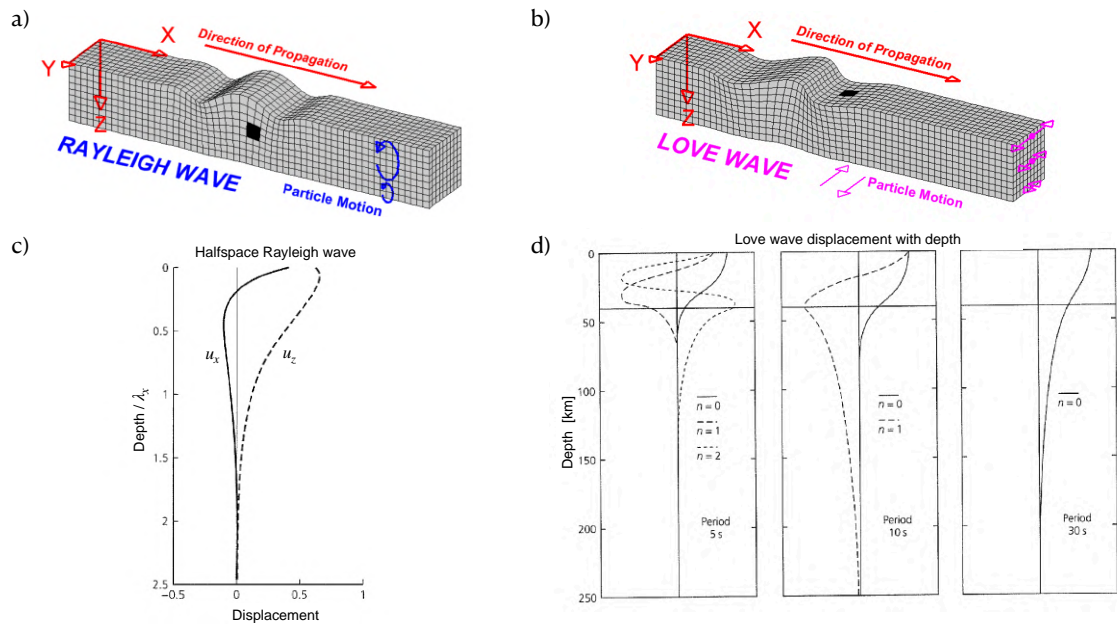 a)
X
Direction of Propagation
Y
Z
RAYLEIGH WAVE
Particle Motion
b)
X
Direction of Propagation
Y
Z
LOVE WAVE
Particle Motion
c)
Halfspace Rayleigh wave
0
0.5
1
1.5
2
2.5
Depth / λx
ux
uz
-0.5
0
0.5
1
Displacement
d)
Love wave displacement with depth
0
50
100
150
200
250
Depth [km]
n = 0
n = 1
n = 2
Period
5 s
n = 0
n = 1
Period
10 s
n = 0
Period
30 s